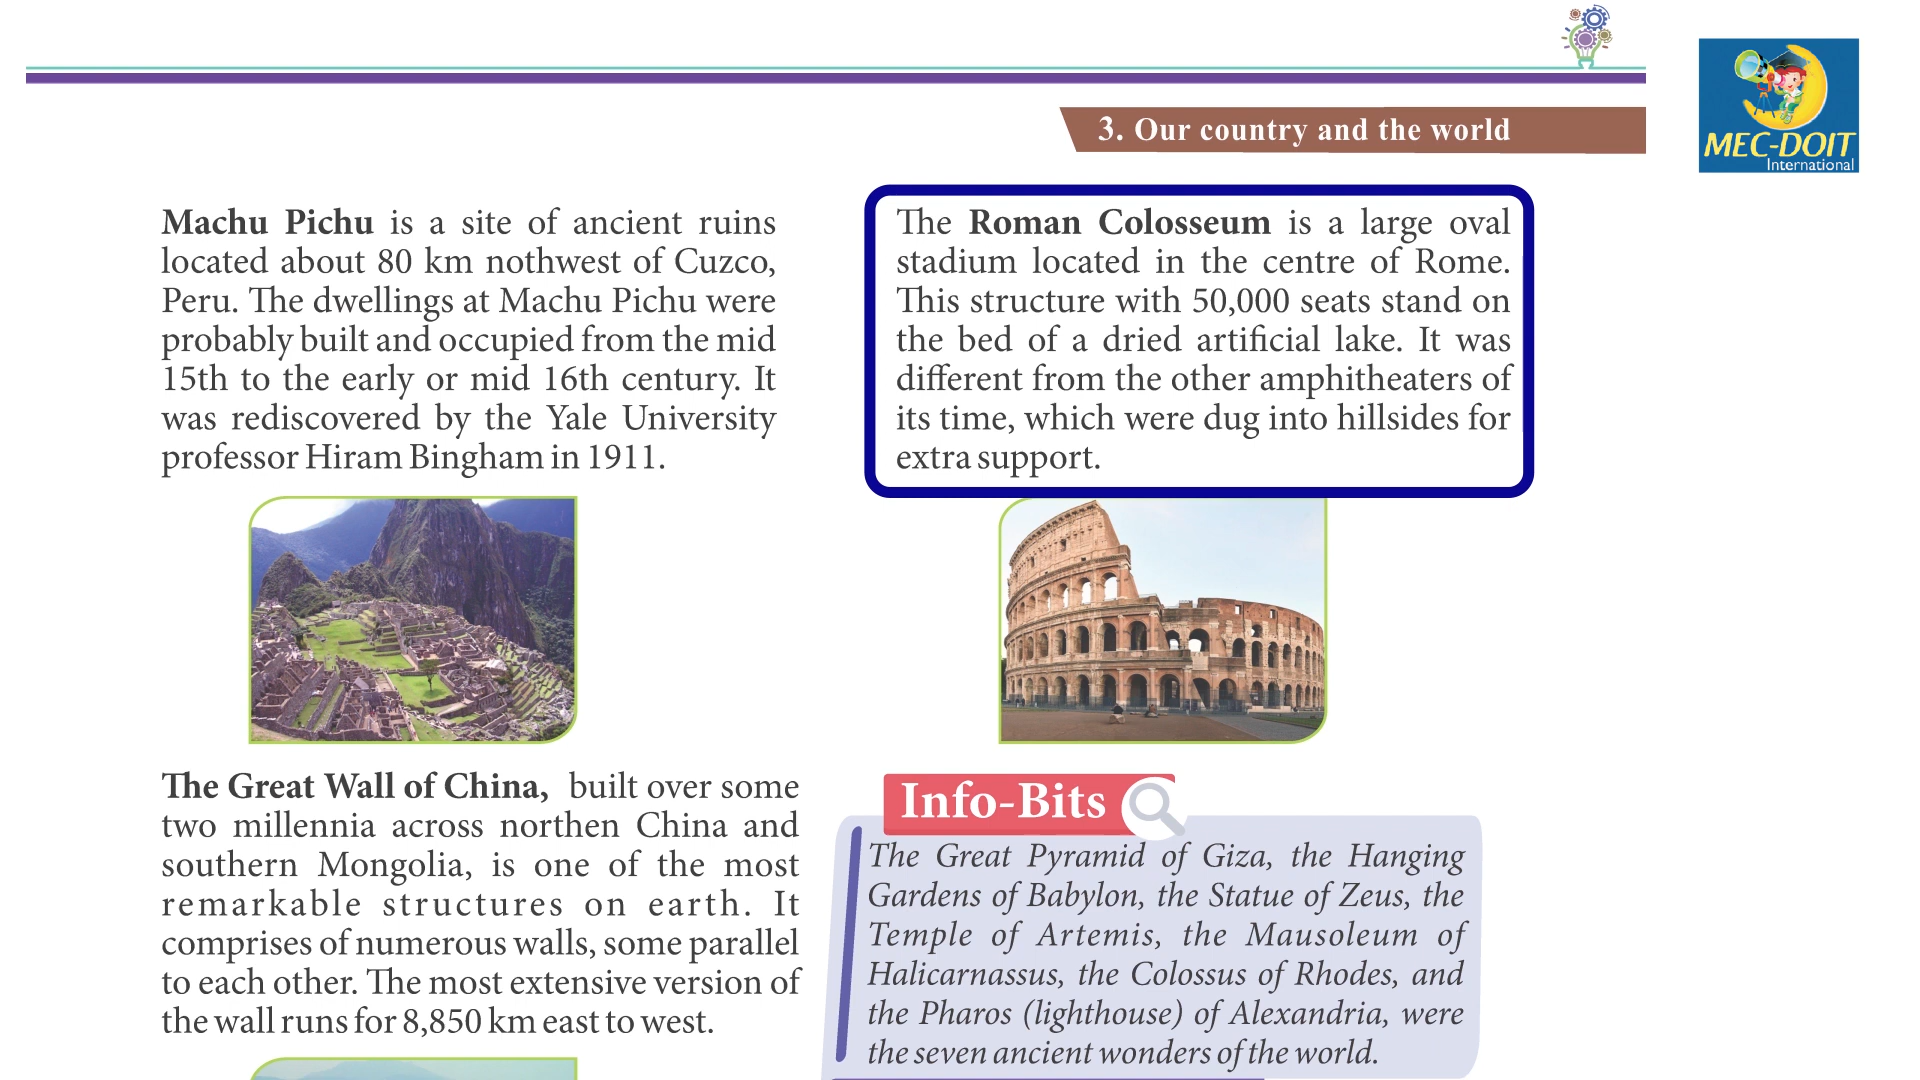 3. Our country and the world
MEC-DOIT
International
Machu Pichu is a site of ancient ruins
located about 80 km nothwest of Cuzco,
Peru. The dwellings at Machu Pichu were
probably built and occupied from the mid
15th to the early or mid 16th century. It
was rediscovered by the Yale University
professor Hiram Bingham in 1911.
The Great Wall of China, built over some
two millennia across northen China and
southern Mongolia, is one of the most
remarkable structures on earth. It
comprises of numerous walls, some parallel
to each other. The most extensive version of
the wall runs for 8,850 km east to west.
The Roman Colosseum is a large oval
stadium located in the centre of Rome.
This structure with 50,000 seats stand on
the bed of a dried artificial lake. It was
different from the other amphitheaters of
its time, which were dug into hillsides for
extra support.
Info-Bits
The Great Pyramid of Giza, the Hanging
Gardens of Babylon, the Statue of Zeus, the
Temple of Artemis, the Mausoleum of
Halicarnassus, the Colossus of Rhodes, and
the Pharos (lighthouse) of Alexandria, were
the seven ancient wonders of the world.